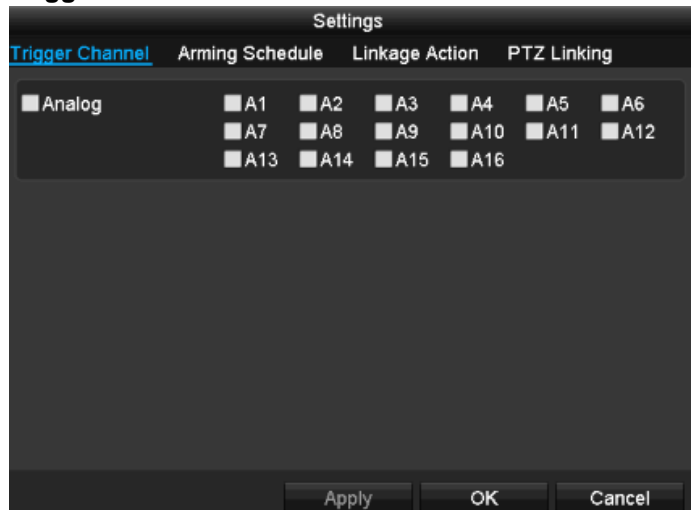 Settings
Trigger Channel Arming Schedule Linkage Action PTZ Linking
Analog A1 A2 A3 A4 A5 A6
A7 A8 A9 A10 A11 A12
A13 A14 A15 A16
Apply OK Cancel